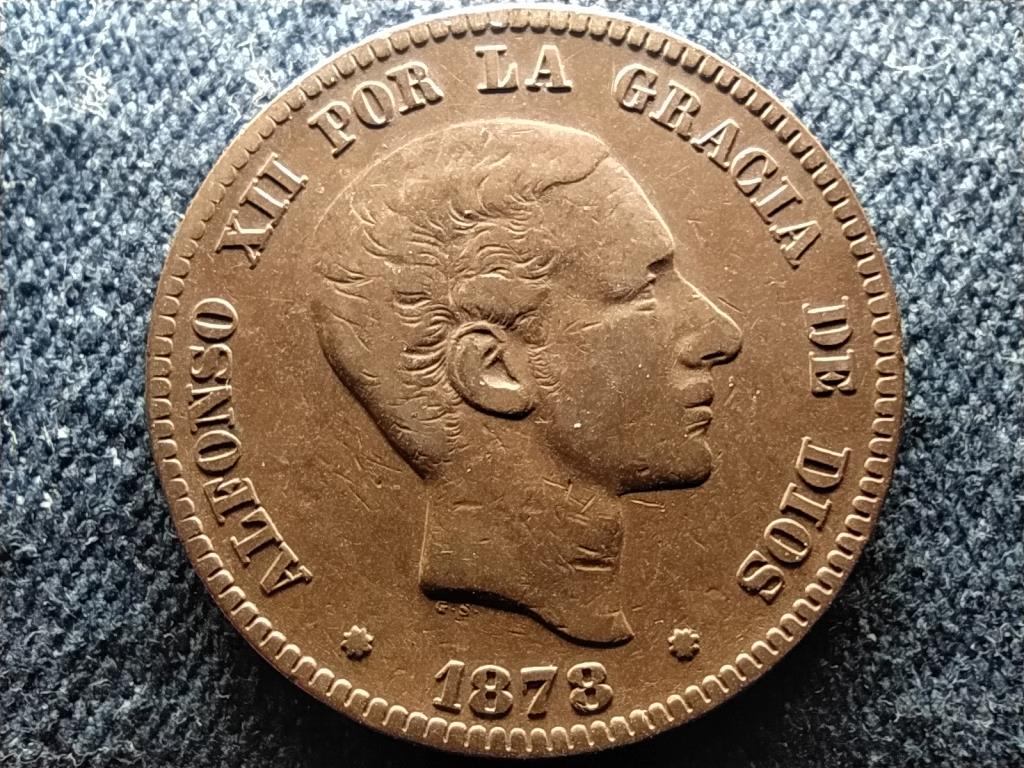 ALFONSO XII POR LA GRACIA DE DIOS
G. S.
1878